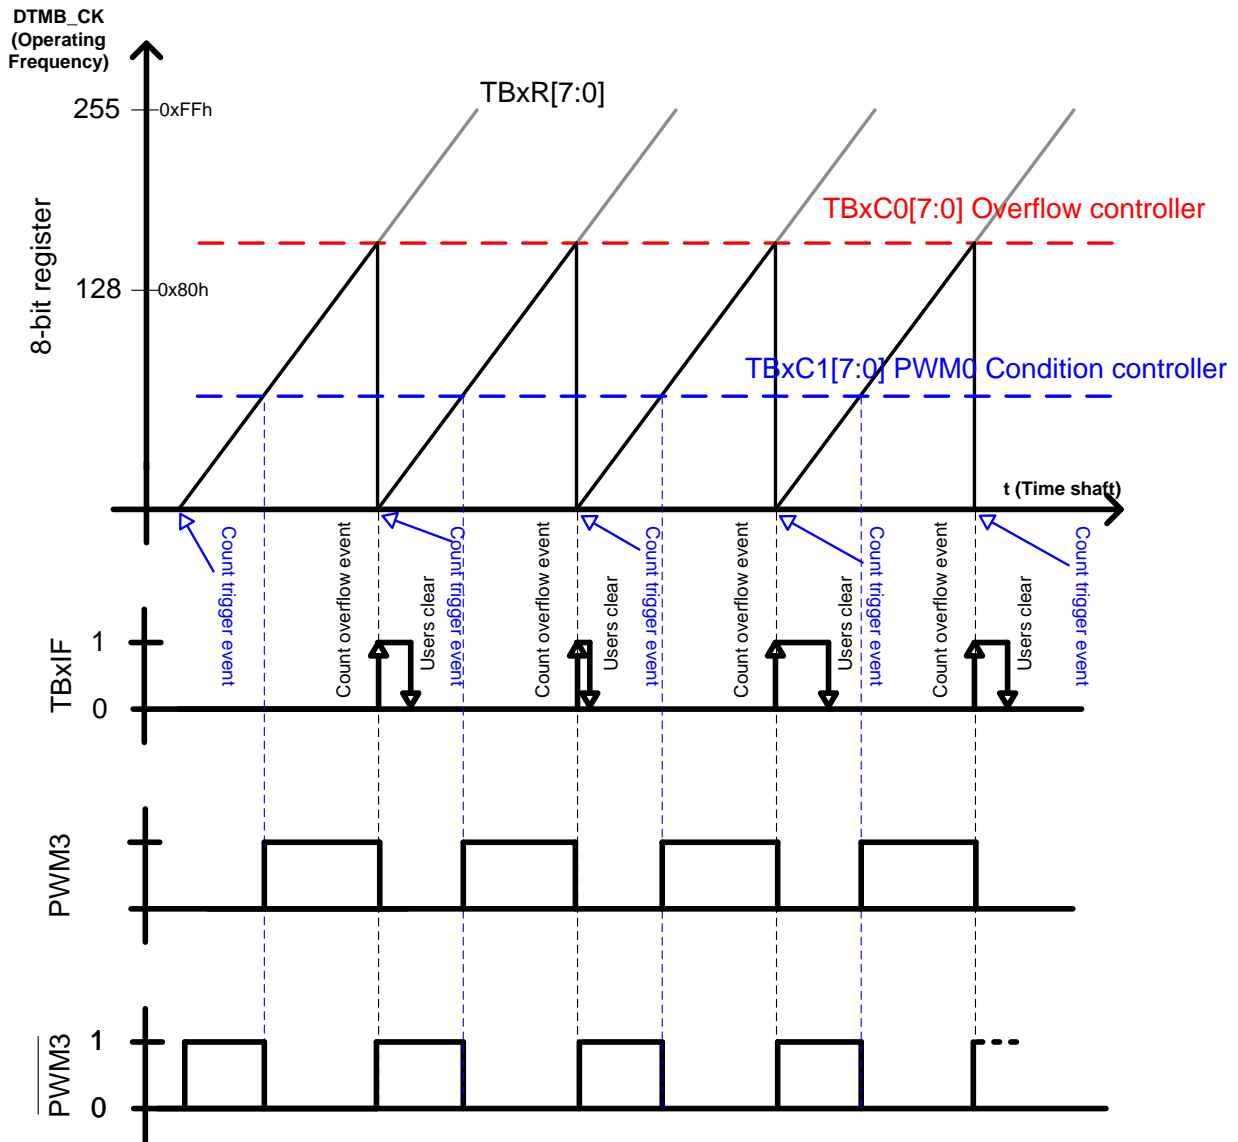 DTMB_CK
(Operating
Frequency)
255
0xFFh
TBxR[7:0]
8-bit register
TBxC0[7:0] Overflow controller
128
0x80h
TBxC1[7:0] PWM0 Condition controller
t (Time shaft)
Count trigger event
Count overflow event
Users clear
Count trigger event
Count overflow event
Users clear
Count trigger event
Count overflow event
Users clear
Count trigger event
Count overflow event
Users clear
Count trigger event
TBxIF
1
0
PWM3
PWM3
1
0